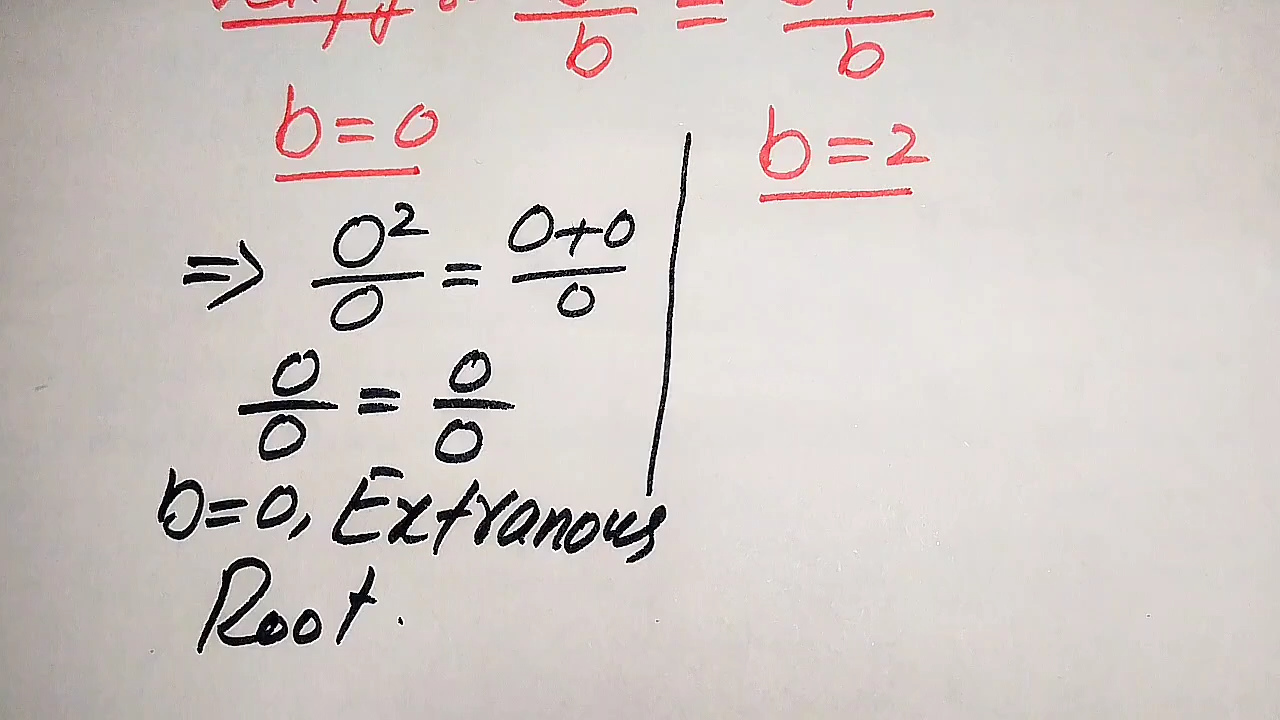 b = b
b=0
b=2
=> 0²/0 = 0+0/0
0/0 = 0/0
b=0, Extranous
Root.